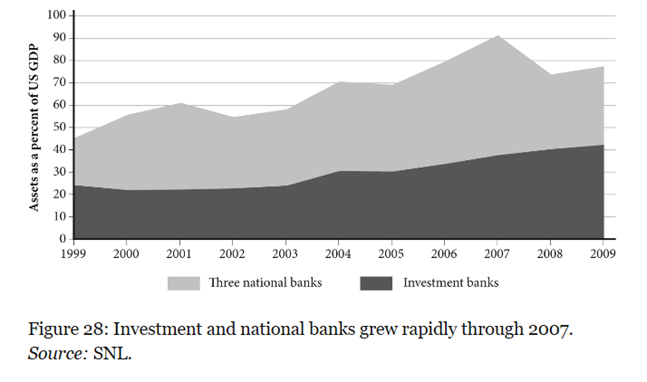 Assets as a percent of US GDP
100
90
80
70
60
50
40
30
20
10
0
1999 2000 2001 2002 2003 2004 2005 2006 2007 2008 2009
Three national banks Investment banks
Figure 28: Investment and national banks grew rapidly through 2007.
Source: SNL.